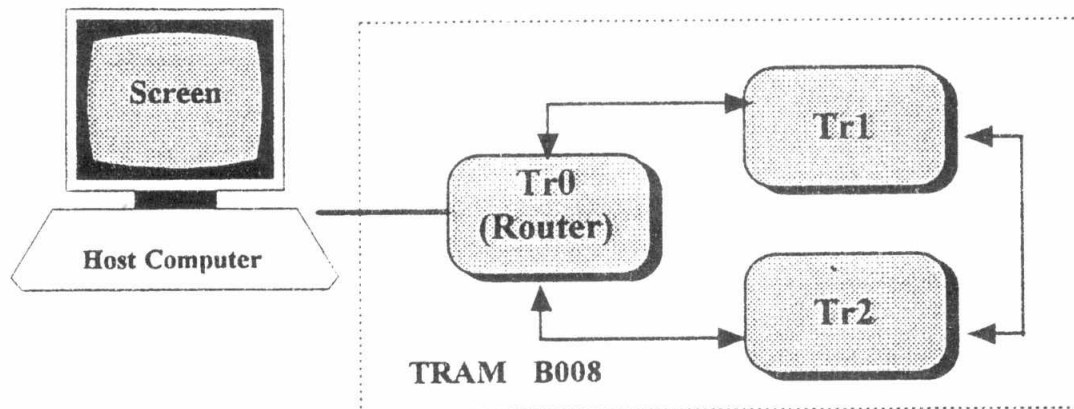 Screen
Host Computer
Tr0
(Router)
Tr1
Tr2
TRAM B008